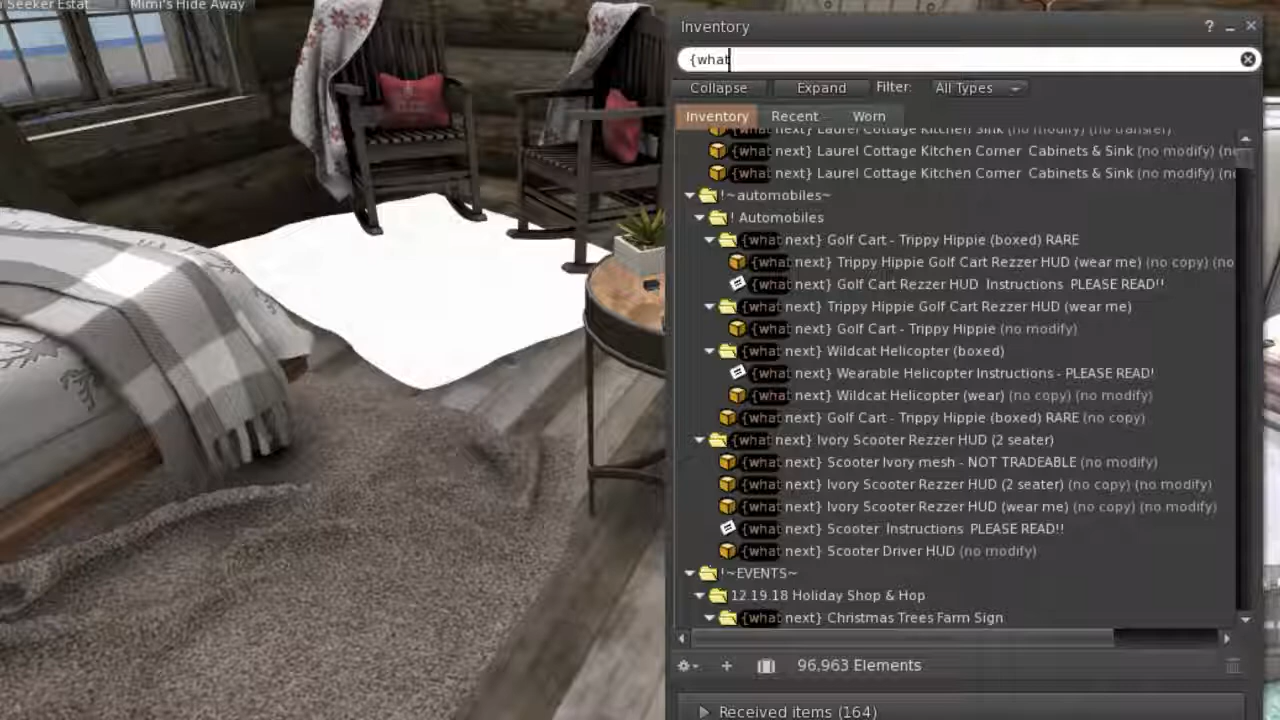 Seeker Estat
Mimi's Hide Away
Inventory
?
{what
Collapse
Expand
Filter:
All Types
Inventory
Recent
Worn
{what next} Laurel Cottage Kitchen Sink (no modify) (no transfer)
{what next} Laurel Cottage Kitchen Corner Cabinets & Sink (no modify) (no
{what next} Laurel Cottage Kitchen Corner Cabinets & Sink (no modify) (no
!~automobiles~
! Automobiles
{what next} Golf Cart - Trippy Hippie (boxed) RARE
{what next} Trippy Hippie Golf Cart Rezzer HUD (wear me) (no copy) (no
{what next} Golf Cart Rezzer HUD Instructions PLEASE READ!!
{what next} Trippy Hippie Golf Cart Rezzer HUD (wear me)
{what next} Golf Cart - Trippy Hippie (no modify)
{what next} Wildcat Helicopter (boxed)
{what next} Wearable Helicopter Instructions - PLEASE READ!
{what next} Wildcat Helicopter (wear) (no copy) (no modify)
{what next} Golf Cart - Trippy Hippie (boxed) RARE (no copy)
{what next} Ivory Scooter Rezzer HUD (2 seater)
{what next} Scooter Ivory mesh - NOT TRADEABLE (no modify)
{what next} Ivory Scooter Rezzer HUD (2 seater) (no copy) (no modify)
{what next} Ivory Scooter Rezzer HUD (wear me) (no copy) (no modify)
{what next} Scooter Instructions PLEASE READ!!
{what next} Scooter Driver HUD (no modify)
!~EVENTS~
12.19.18 Holiday Shop & Hop
{what next} Christmas Trees Farm Sign
96,963 Elements
Received items (164)